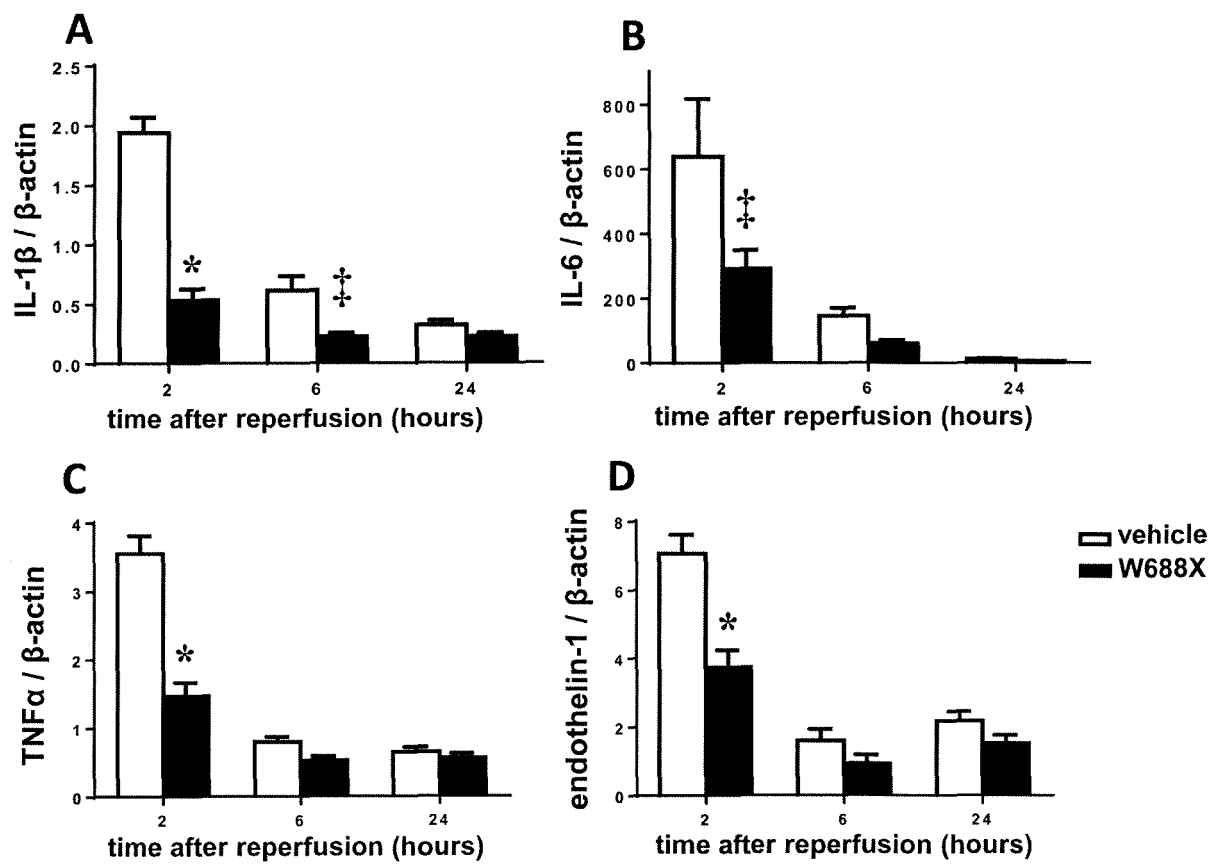 A
IL-1β / β-actin
2.5
2.0
1.5
1.0
0.5
0.0
*
‡
2
6
24
time after reperfusion (hours)
B
IL-6 / β-actin
800
600
400
200
0
‡
2
6
24
time after reperfusion (hours)
C
TNFα / β-actin
4
3
2
1
0
*
2
6
24
time after reperfusion (hours)
D
endothelin-1 / β-actin
8
6
4
2
0
*
2
6
24
time after reperfusion (hours)
vehicle
W688X